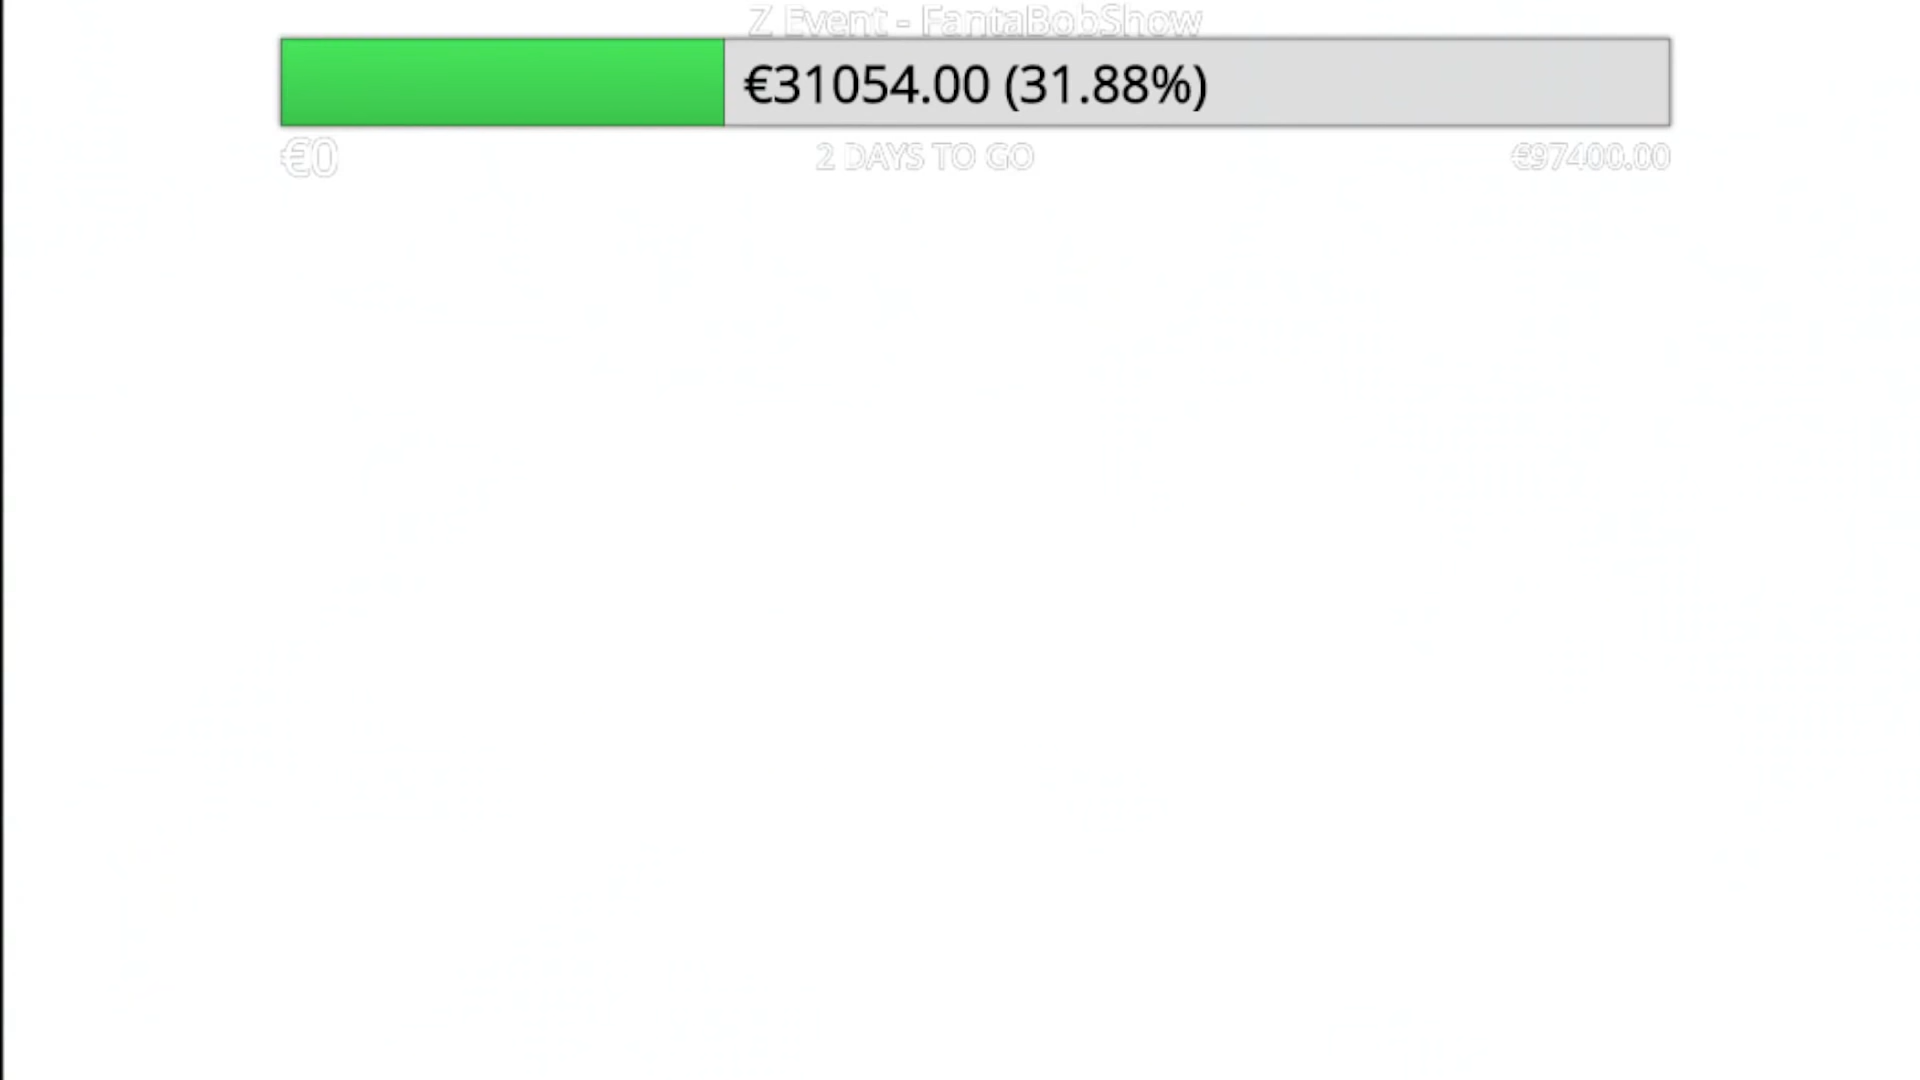 Z Event - FantaBobShow
€31054.00 (31.88%)
€0 2 DAYS TO GO €97400.00